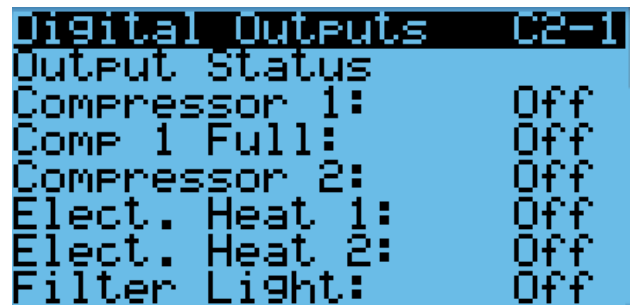 Digital Outputs C2-1
Output Status
Compressor 1: Off
Comp 1 Full: Off
Compressor 2: Off
Elect. Heat 1: Off
Elect. Heat 2: Off
Filter Light: Off